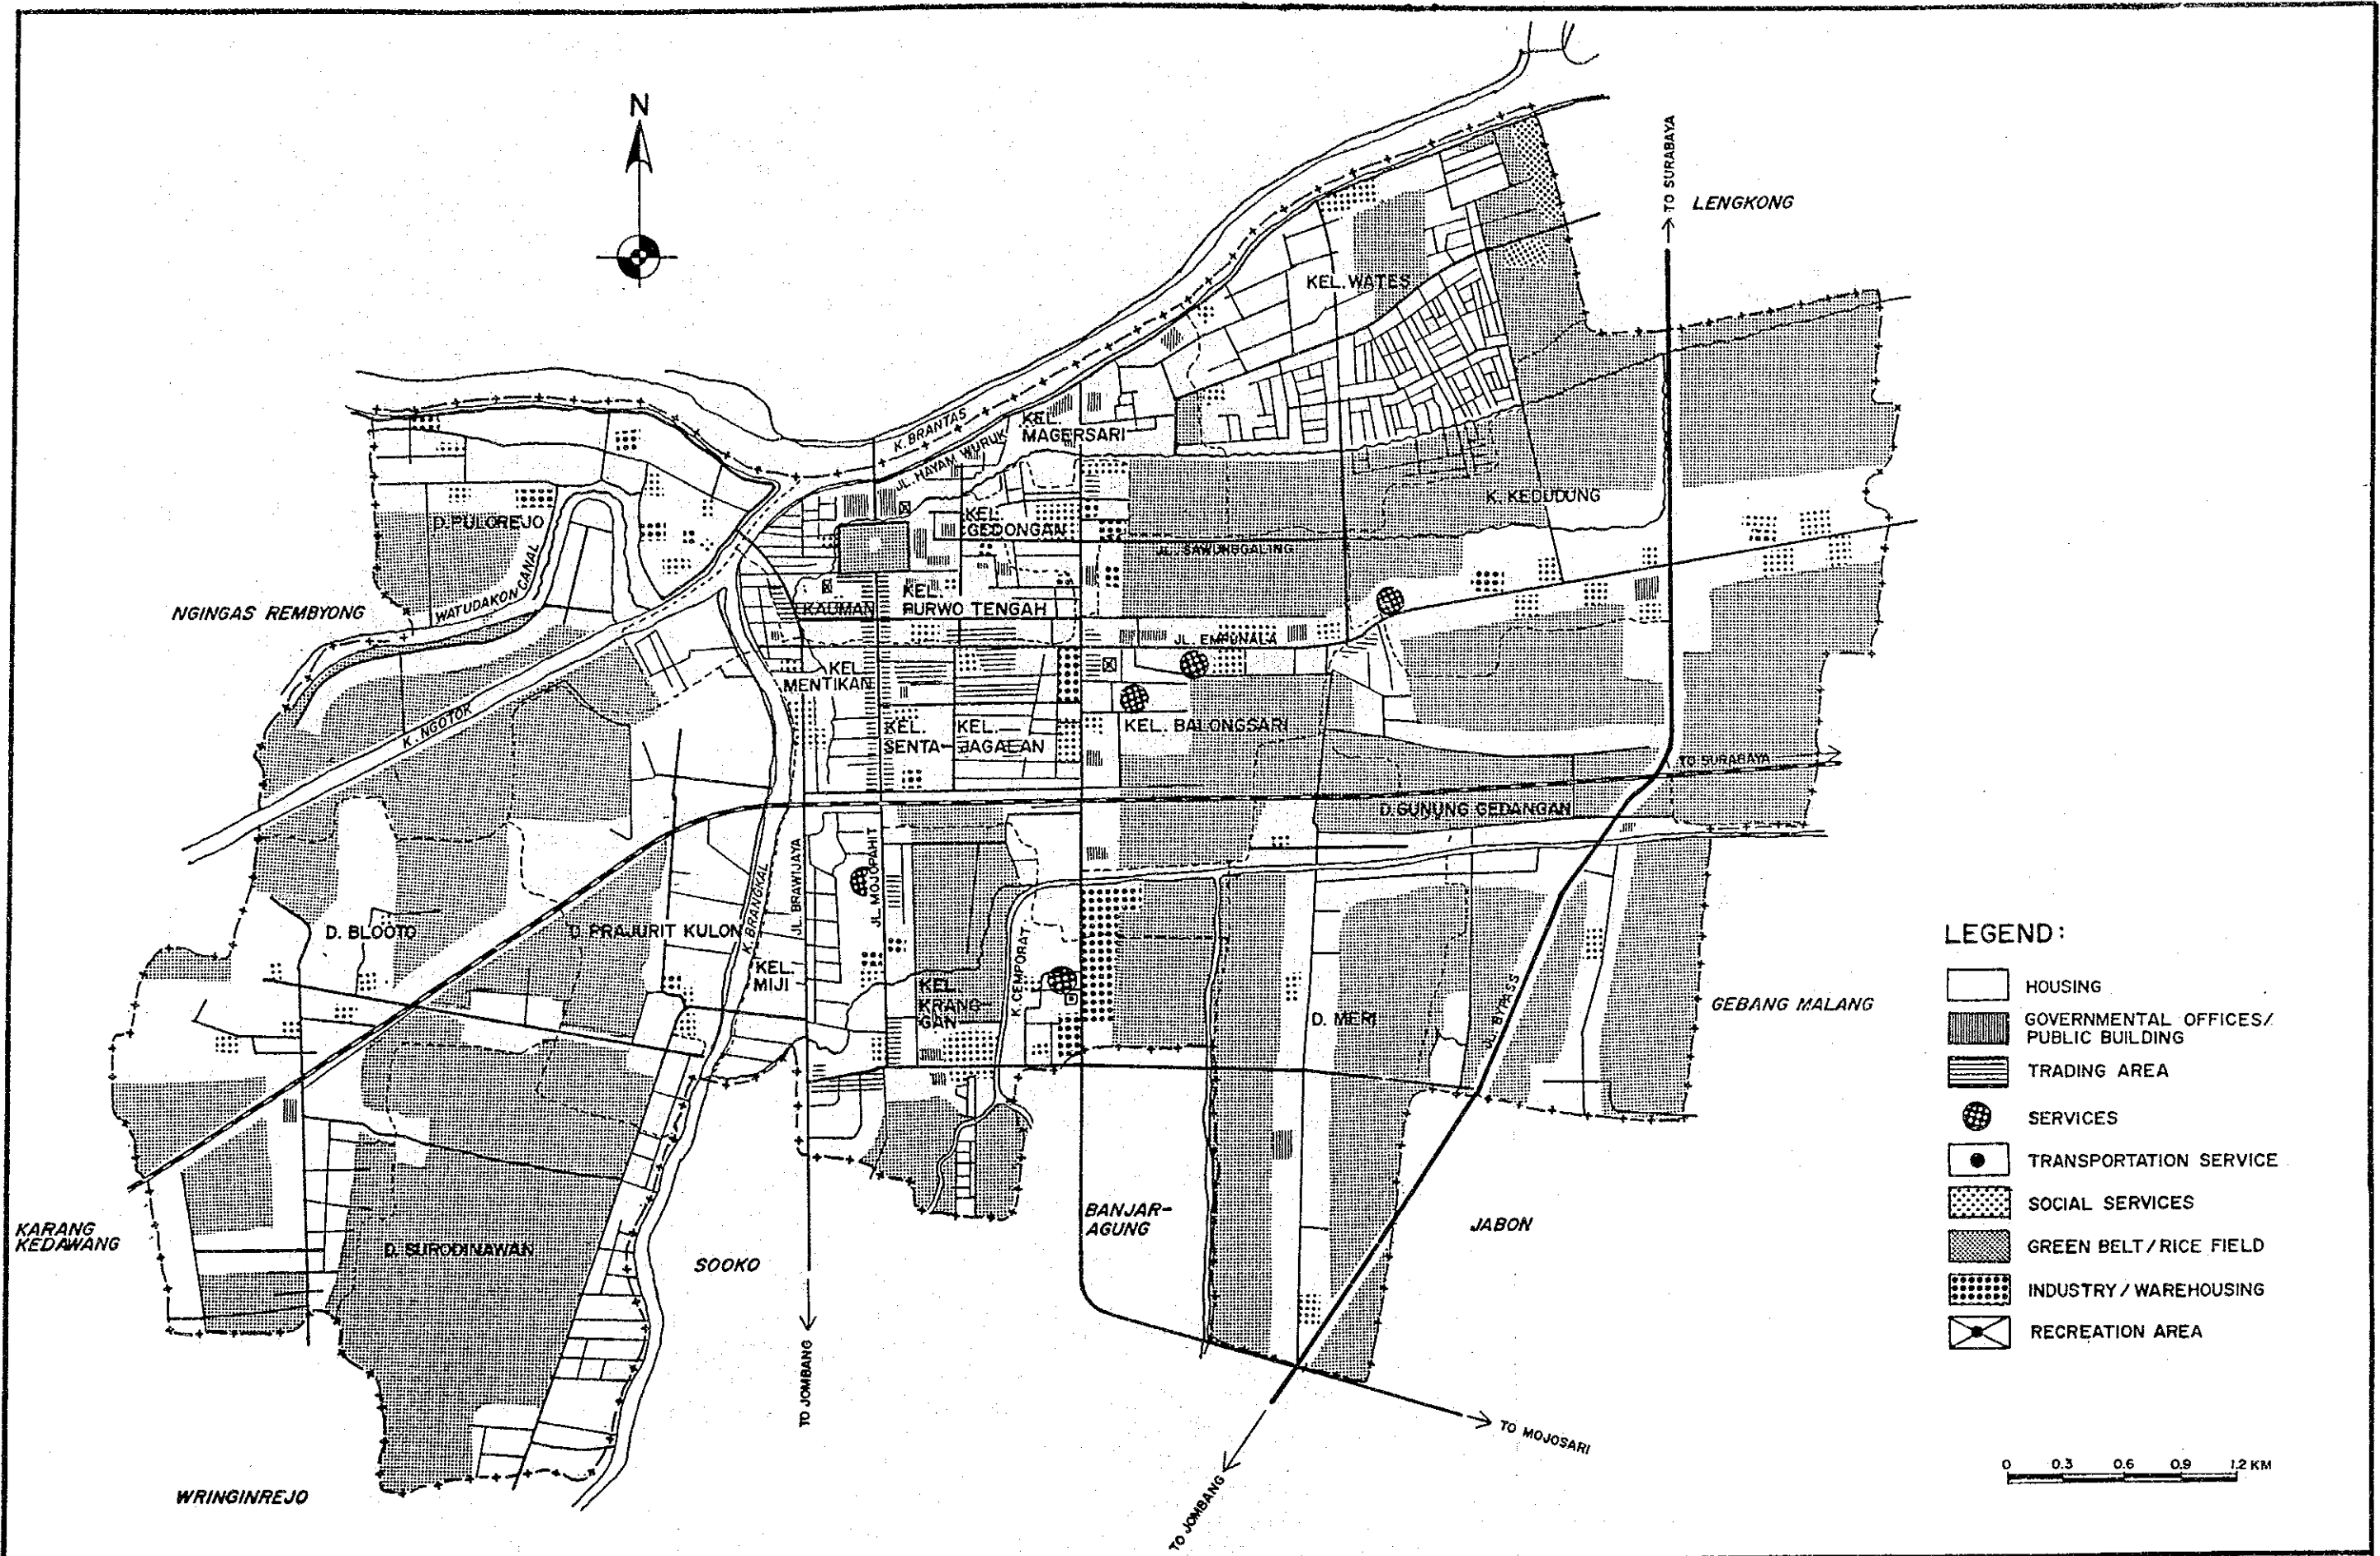 N
TO SURABAYA
LENGKONG
KEL. WATES
K. BRANTAS
JL. HAYAM WURUK
KEL.
MAGERSARI
K. KEDUDUNG
D. PULOREJO
KEL.
GEDONGAN
JL. SAWUNGGALING
WATUDAKON CANAL
NGINGAS REMBYONG
KAUMAN
KEL.
PURWO TENGAH
JL. EMPUNALA
KEL.
MENTIKAN
K. NGOTOK
KEL.
SENTA-
KEL.
JAGALAN
KEL. BALONGSARI
TO SURABAYA
D. GUNUNG GEDANGAN
JL. BRAWIJAYA
JL. MOJOPAHIT
K. BRANGKAL
D. BLOOTO
D. PRAJURIT KULON
KEL.
MIJI
KEL.
KRANG-
GAN
K. CEMPORAT
D. MERI
JL. BYPASS
GEBANG MALANG
KARANG
KEDAWANG
D. SURODINAWAN
SOOKO
BANJAR-
AGUNG
JABON
TO JOMBANG
TO MOJOSARI
TO JOMBANG
WRINGINREJO
LEGEND:
HOUSING
GOVERNMENTAL OFFICES/
PUBLIC BUILDING
TRADING AREA
SERVICES
TRANSPORTATION SERVICE
SOCIAL SERVICES
GREEN BELT/RICE FIELD
INDUSTRY/WAREHOUSING
RECREATION AREA
0 0.3 0.6 0.9 1.2 KM